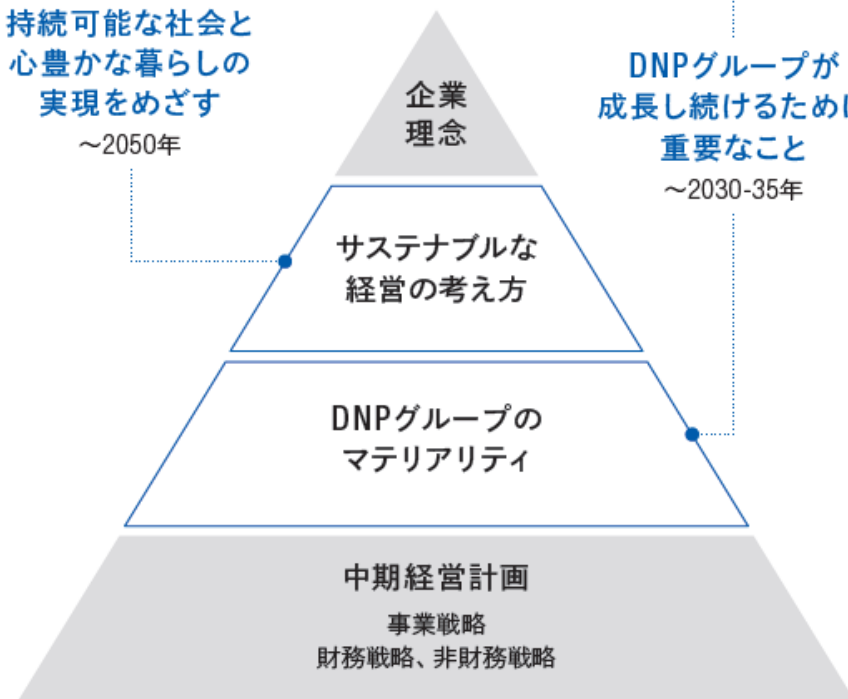 持続可能な社会と
心豊かな暮らしの
実現をめざす
～2050年
DNPグループが
成長し続けるために
重要なこと
～2030-35年
企業
理念
サステナブルな
経営の考え方
DNPグループの
マテリアリティ
中期経営計画
事業戦略
財務戦略、非財務戦略